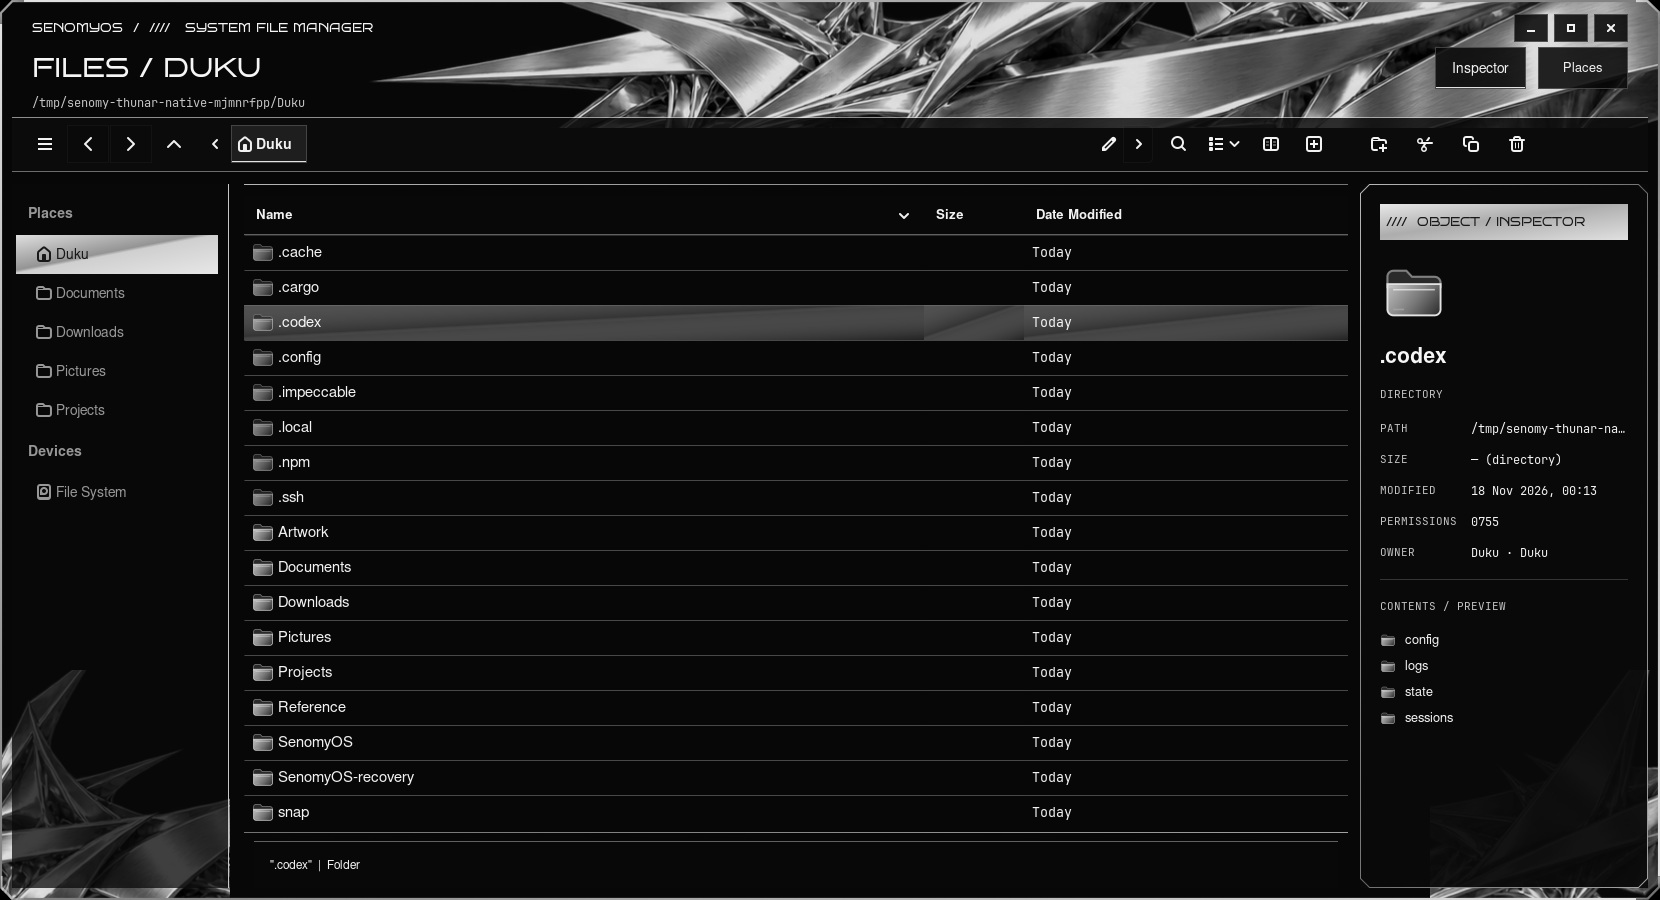 SENOMYOS / //// SYSTEM FILE MANAGER
FILES / DUKU
/tmp/senomy-thunar-native-mjmnrfpp/Duku
Inspector
Places
Duku
Places
Duku
Documents
Downloads
Pictures
Projects
Devices
File System
Name Size Date Modified
.cache Today
.cargo Today
.codex Today
.config Today
.impeccable Today
.local Today
.npm Today
.ssh Today
Artwork Today
Documents Today
Downloads Today
Pictures Today
Projects Today
Reference Today
SenomyOS Today
SenomyOS-recovery Today
snap Today
".codex" | Folder
//// OBJECT / INSPECTOR
.codex
DIRECTORY
PATH /tmp/senomy-thunar-na…
SIZE — (directory)
MODIFIED 18 Nov 2026, 00:13
PERMISSIONS 0755
OWNER Duku · Duku
CONTENTS / PREVIEW
config
logs
state
sessions